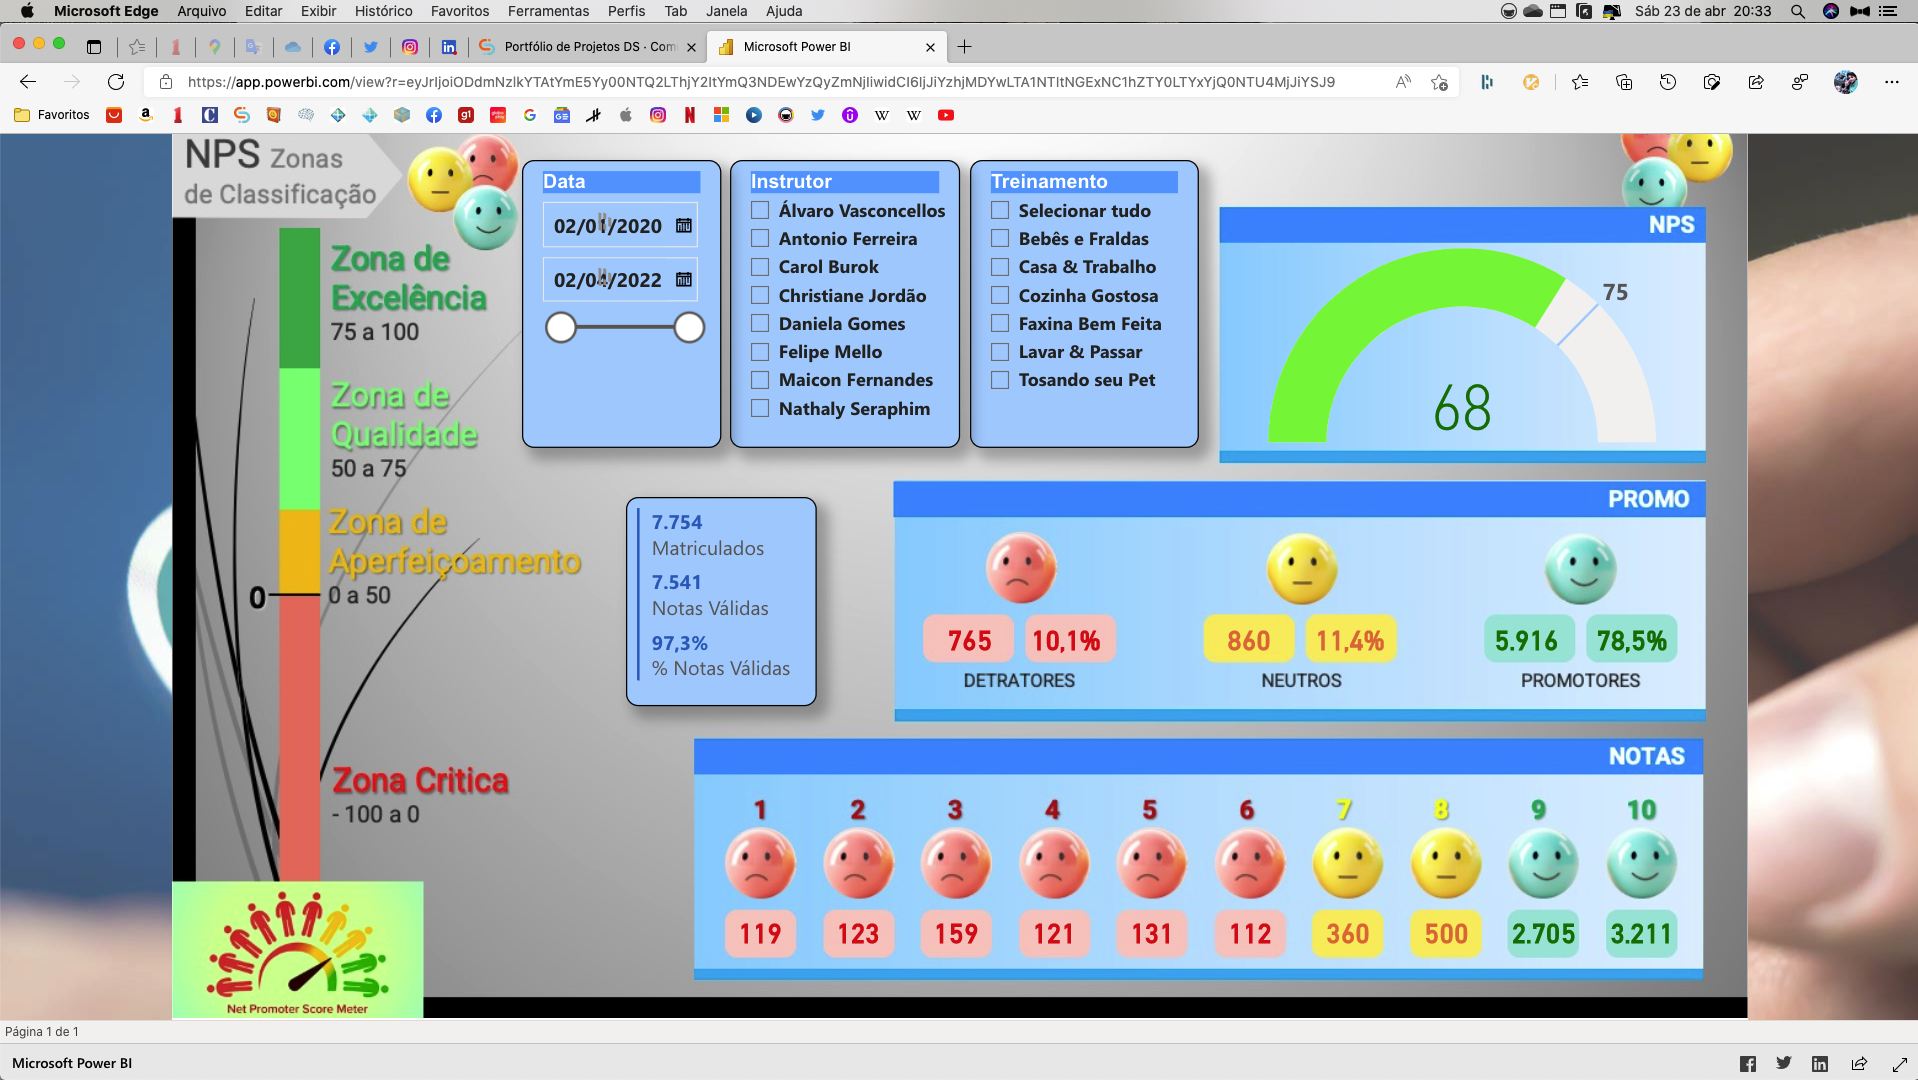 Microsoft Edge Arquivo Editar Exibir Histórico Favoritos Ferramentas Perfis Tab Janela Ajuda Sáb 23 de abr 20:33
Portfólio de Projetos DS · Com
Microsoft Power BI
Favoritos
NPS Zonas
de Classificação
Zona de
Excelência
75 a 100
Zona de
Qualidade
50 a 75
Zona de
Aperfeiçoamento
0
0 a 50
Zona Critica
- 100 a 0
Net Promoter Score Meter
Data
02/01/2020
02/04/2022
Instrutor
Álvaro Vasconcellos
Antonio Ferreira
Carol Burok
Christiane Jordão
Daniela Gomes
Felipe Mello
Maicon Fernandes
Nathaly Seraphim
Treinamento
Selecionar tudo
Bebês e Fraldas
Casa & Trabalho
Cozinha Gostosa
Faxina Bem Feita
Lavar & Passar
Tosando seu Pet
NPS
75
68
7.754
Matriculados
7.541
Notas Válidas
97,3%
% Notas Válidas
PROMO
765 10,1% 860 11,4% 5.916 78,5%
DETRATORES NEUTROS PROMOTORES
NOTAS
1 2 3 4 5 6 7 8 9 10
119 123 159 121 131 112 360 500 2.705 3.211
Página 1 de 1
Microsoft Power BI